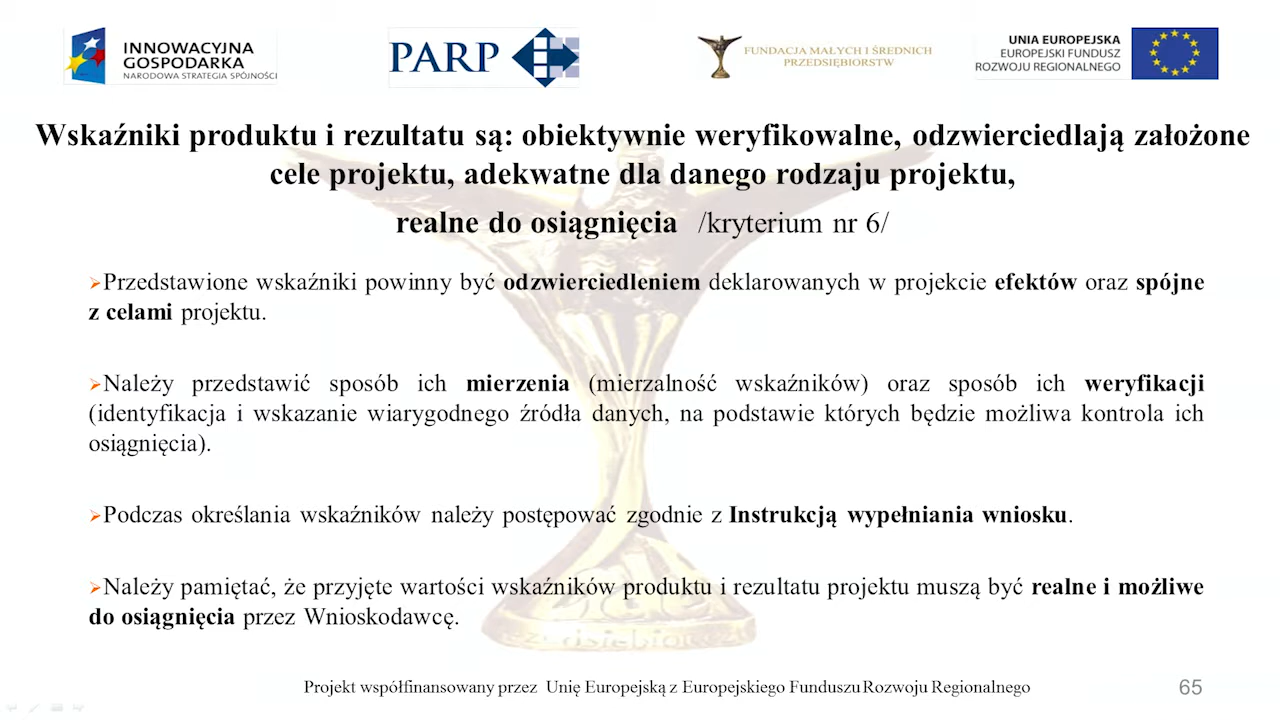 INNOWACYJNA
GOSPODARKA
NARODOWA STRATEGIA SPÓJNOŚCI
PARP
FUNDACJA MAŁYCH I ŚREDNICH
PRZEDSIĘBIORSTW
UNIA EUROPEJSKA
EUROPEJSKI FUNDUSZ
ROZWOJU REGIONALNEGO
Wskaźniki produktu i rezultatu są: obiektywnie weryfikowalne, odzwierciedlają założone
cele projektu, adekwatne dla danego rodzaju projektu,
realne do osiągnięcia /kryterium nr 6/
➢Przedstawione wskaźniki powinny być odzwierciedleniem deklarowanych w projekcie efektów oraz spójne
z celami projektu.
➢Należy przedstawić sposób ich mierzenia (mierzalność wskaźników) oraz sposób ich weryfikacji
(identyfikacja i wskazanie wiarygodnego źródła danych, na podstawie których będzie możliwa kontrola ich
osiągnięcia).
➢Podczas określania wskaźników należy postępować zgodnie z Instrukcją wypełniania wniosku.
➢Należy pamiętać, że przyjęte wartości wskaźników produktu i rezultatu projektu muszą być realne i możliwe
do osiągnięcia przez Wnioskodawcę.
Projekt współfinansowany przez Unię Europejską z Europejskiego Funduszu Rozwoju Regionalnego
65